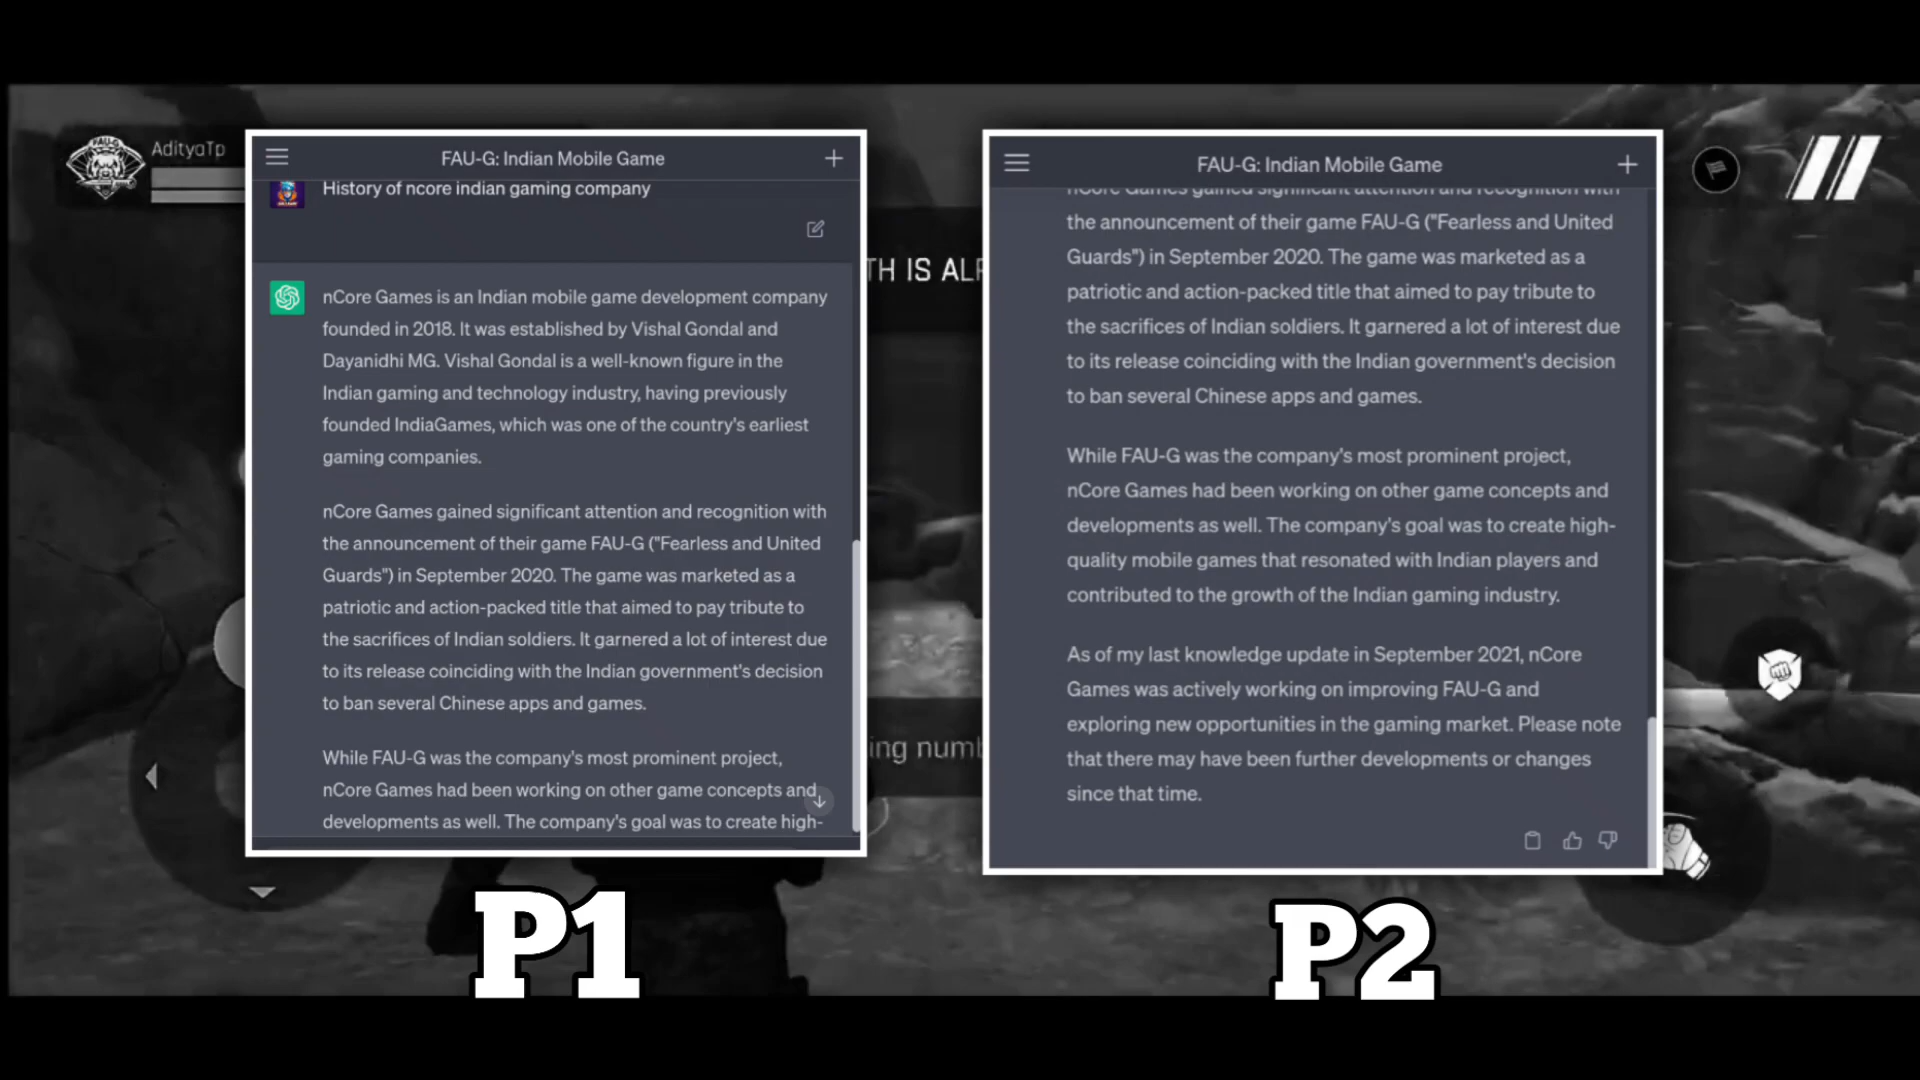 FAU-G
AdityaTp
TH IS ALR
ing numb
FAU-G: Indian Mobile Game
History of ncore indian gaming company
nCore Games is an Indian mobile game development company
founded in 2018. It was established by Vishal Gondal and
Dayanidhi MG. Vishal Gondal is a well-known figure in the
Indian gaming and technology industry, having previously
founded IndiaGames, which was one of the country's earliest
gaming companies.
nCore Games gained significant attention and recognition with
the announcement of their game FAU-G ("Fearless and United
Guards") in September 2020. The game was marketed as a
patriotic and action-packed title that aimed to pay tribute to
the sacrifices of Indian soldiers. It garnered a lot of interest due
to its release coinciding with the Indian government's decision
to ban several Chinese apps and games.
While FAU-G was the company's most prominent project,
nCore Games had been working on other game concepts and
developments as well. The company's goal was to create high-
P1
FAU-G: Indian Mobile Game
nCore Games gained significant attention and recognition with
the announcement of their game FAU-G ("Fearless and United
Guards") in September 2020. The game was marketed as a
patriotic and action-packed title that aimed to pay tribute to
the sacrifices of Indian soldiers. It garnered a lot of interest due
to its release coinciding with the Indian government's decision
to ban several Chinese apps and games.
While FAU-G was the company's most prominent project,
nCore Games had been working on other game concepts and
developments as well. The company's goal was to create high-
quality mobile games that resonated with Indian players and
contributed to the growth of the Indian gaming industry.
As of my last knowledge update in September 2021, nCore
Games was actively working on improving FAU-G and
exploring new opportunities in the gaming market. Please note
that there may have been further developments or changes
since that time.
P2